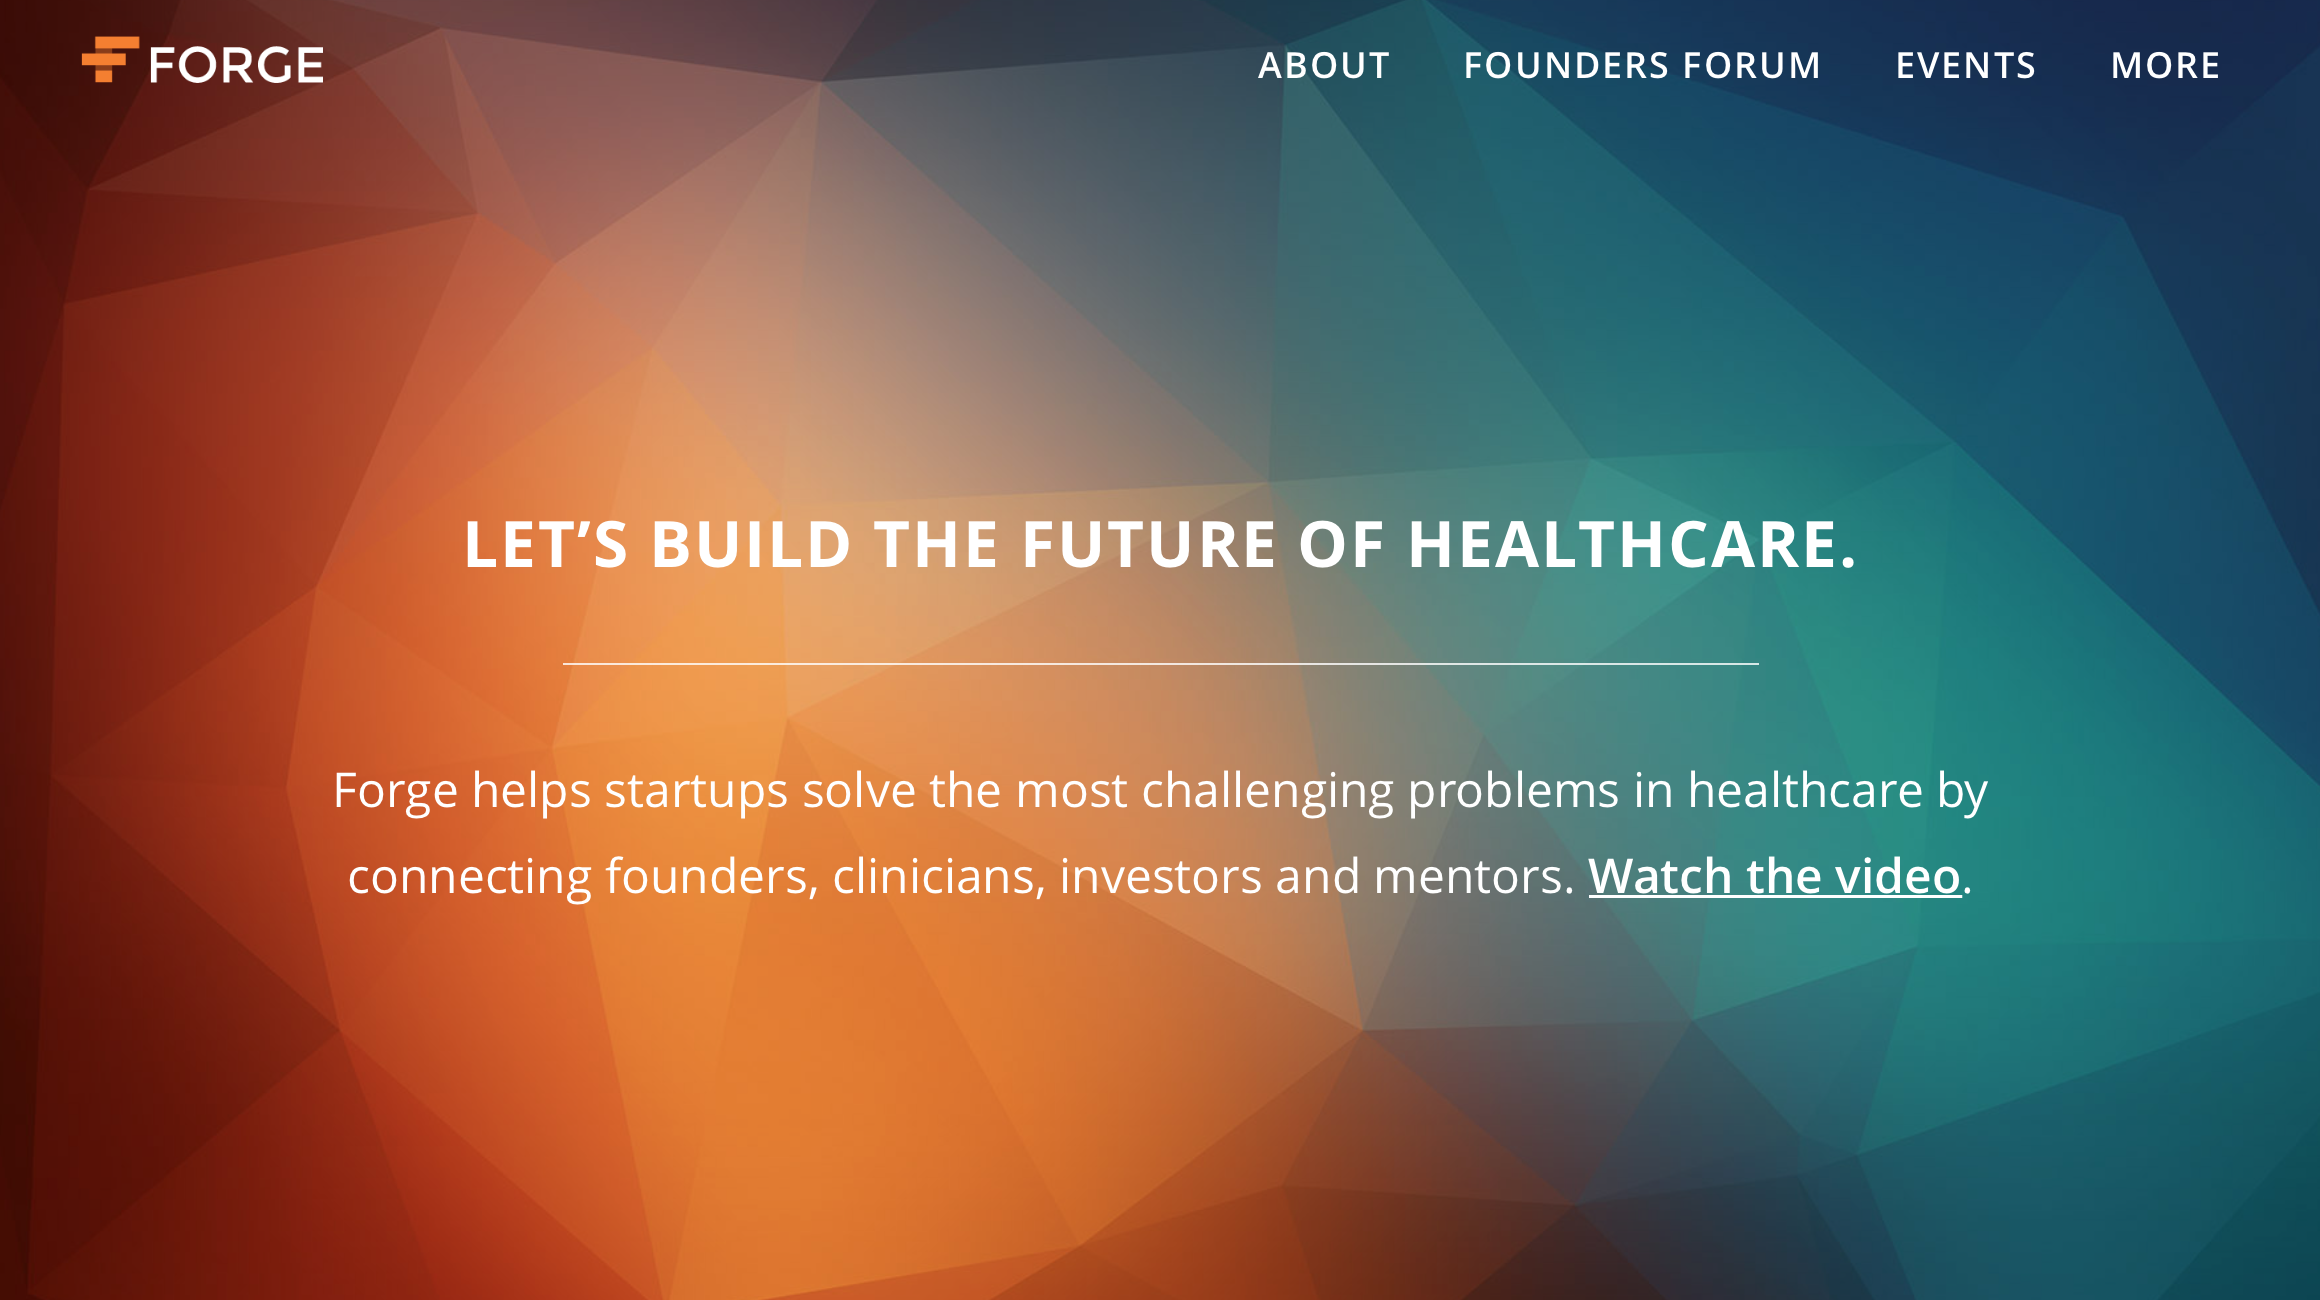 FORGE
ABOUT
FOUNDERS FORUM
EVENTS
MORE
LET’S BUILD THE FUTURE OF HEALTHCARE.
Forge helps startups solve the most challenging problems in healthcare by
connecting founders, clinicians, investors and mentors. Watch the video.